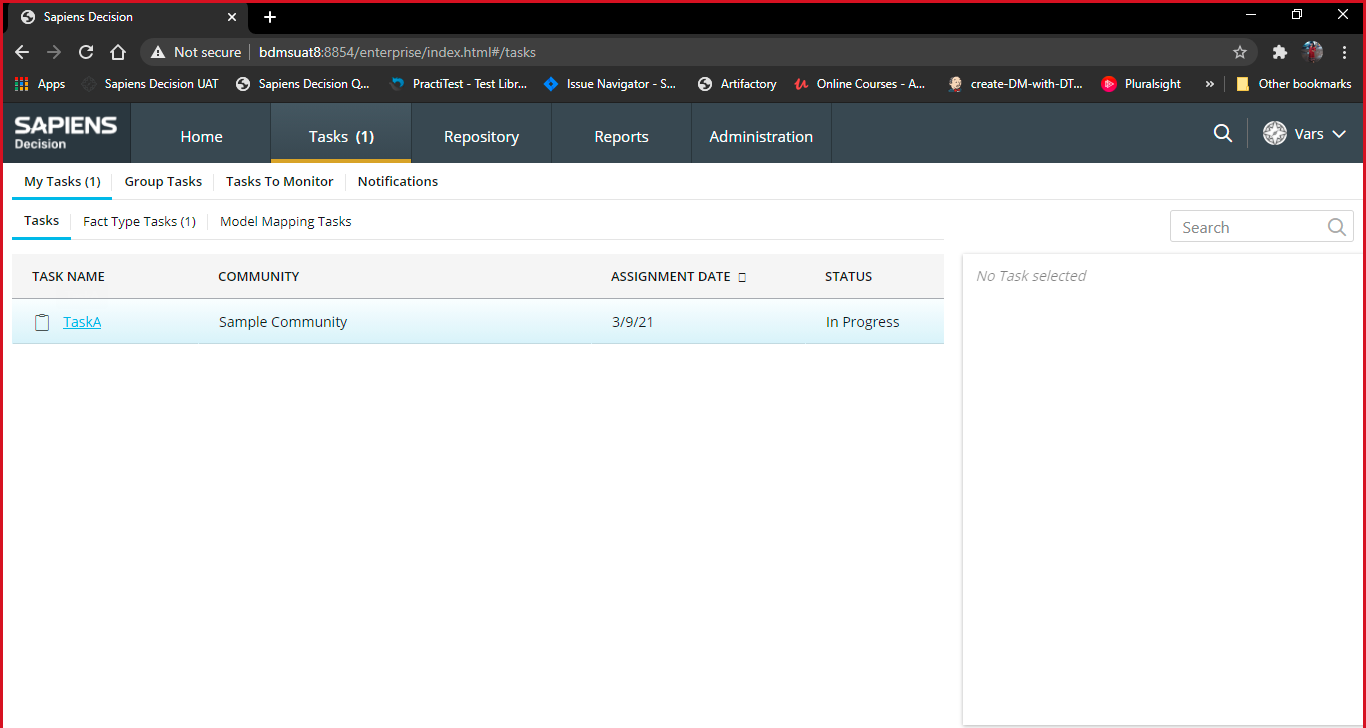 Sapiens Decision
Not secure bdmsuat8:8854/enterprise/index.html#/tasks
Apps Sapiens Decision UAT Sapiens Decision Q... PractiTest - Test Libr... Issue Navigator - S... Artifactory Online Courses - A... create-DM-with-DT... Pluralsight » Other bookmarks
SAPIENS
Decision
Home Tasks (1) Repository Reports Administration Vars
My Tasks (1) Group Tasks Tasks To Monitor Notifications
Tasks Fact Type Tasks (1) Model Mapping Tasks Search
TASK NAME COMMUNITY ASSIGNMENT DATE STATUS No Task selected
TaskA Sample Community 3/9/21 In Progress